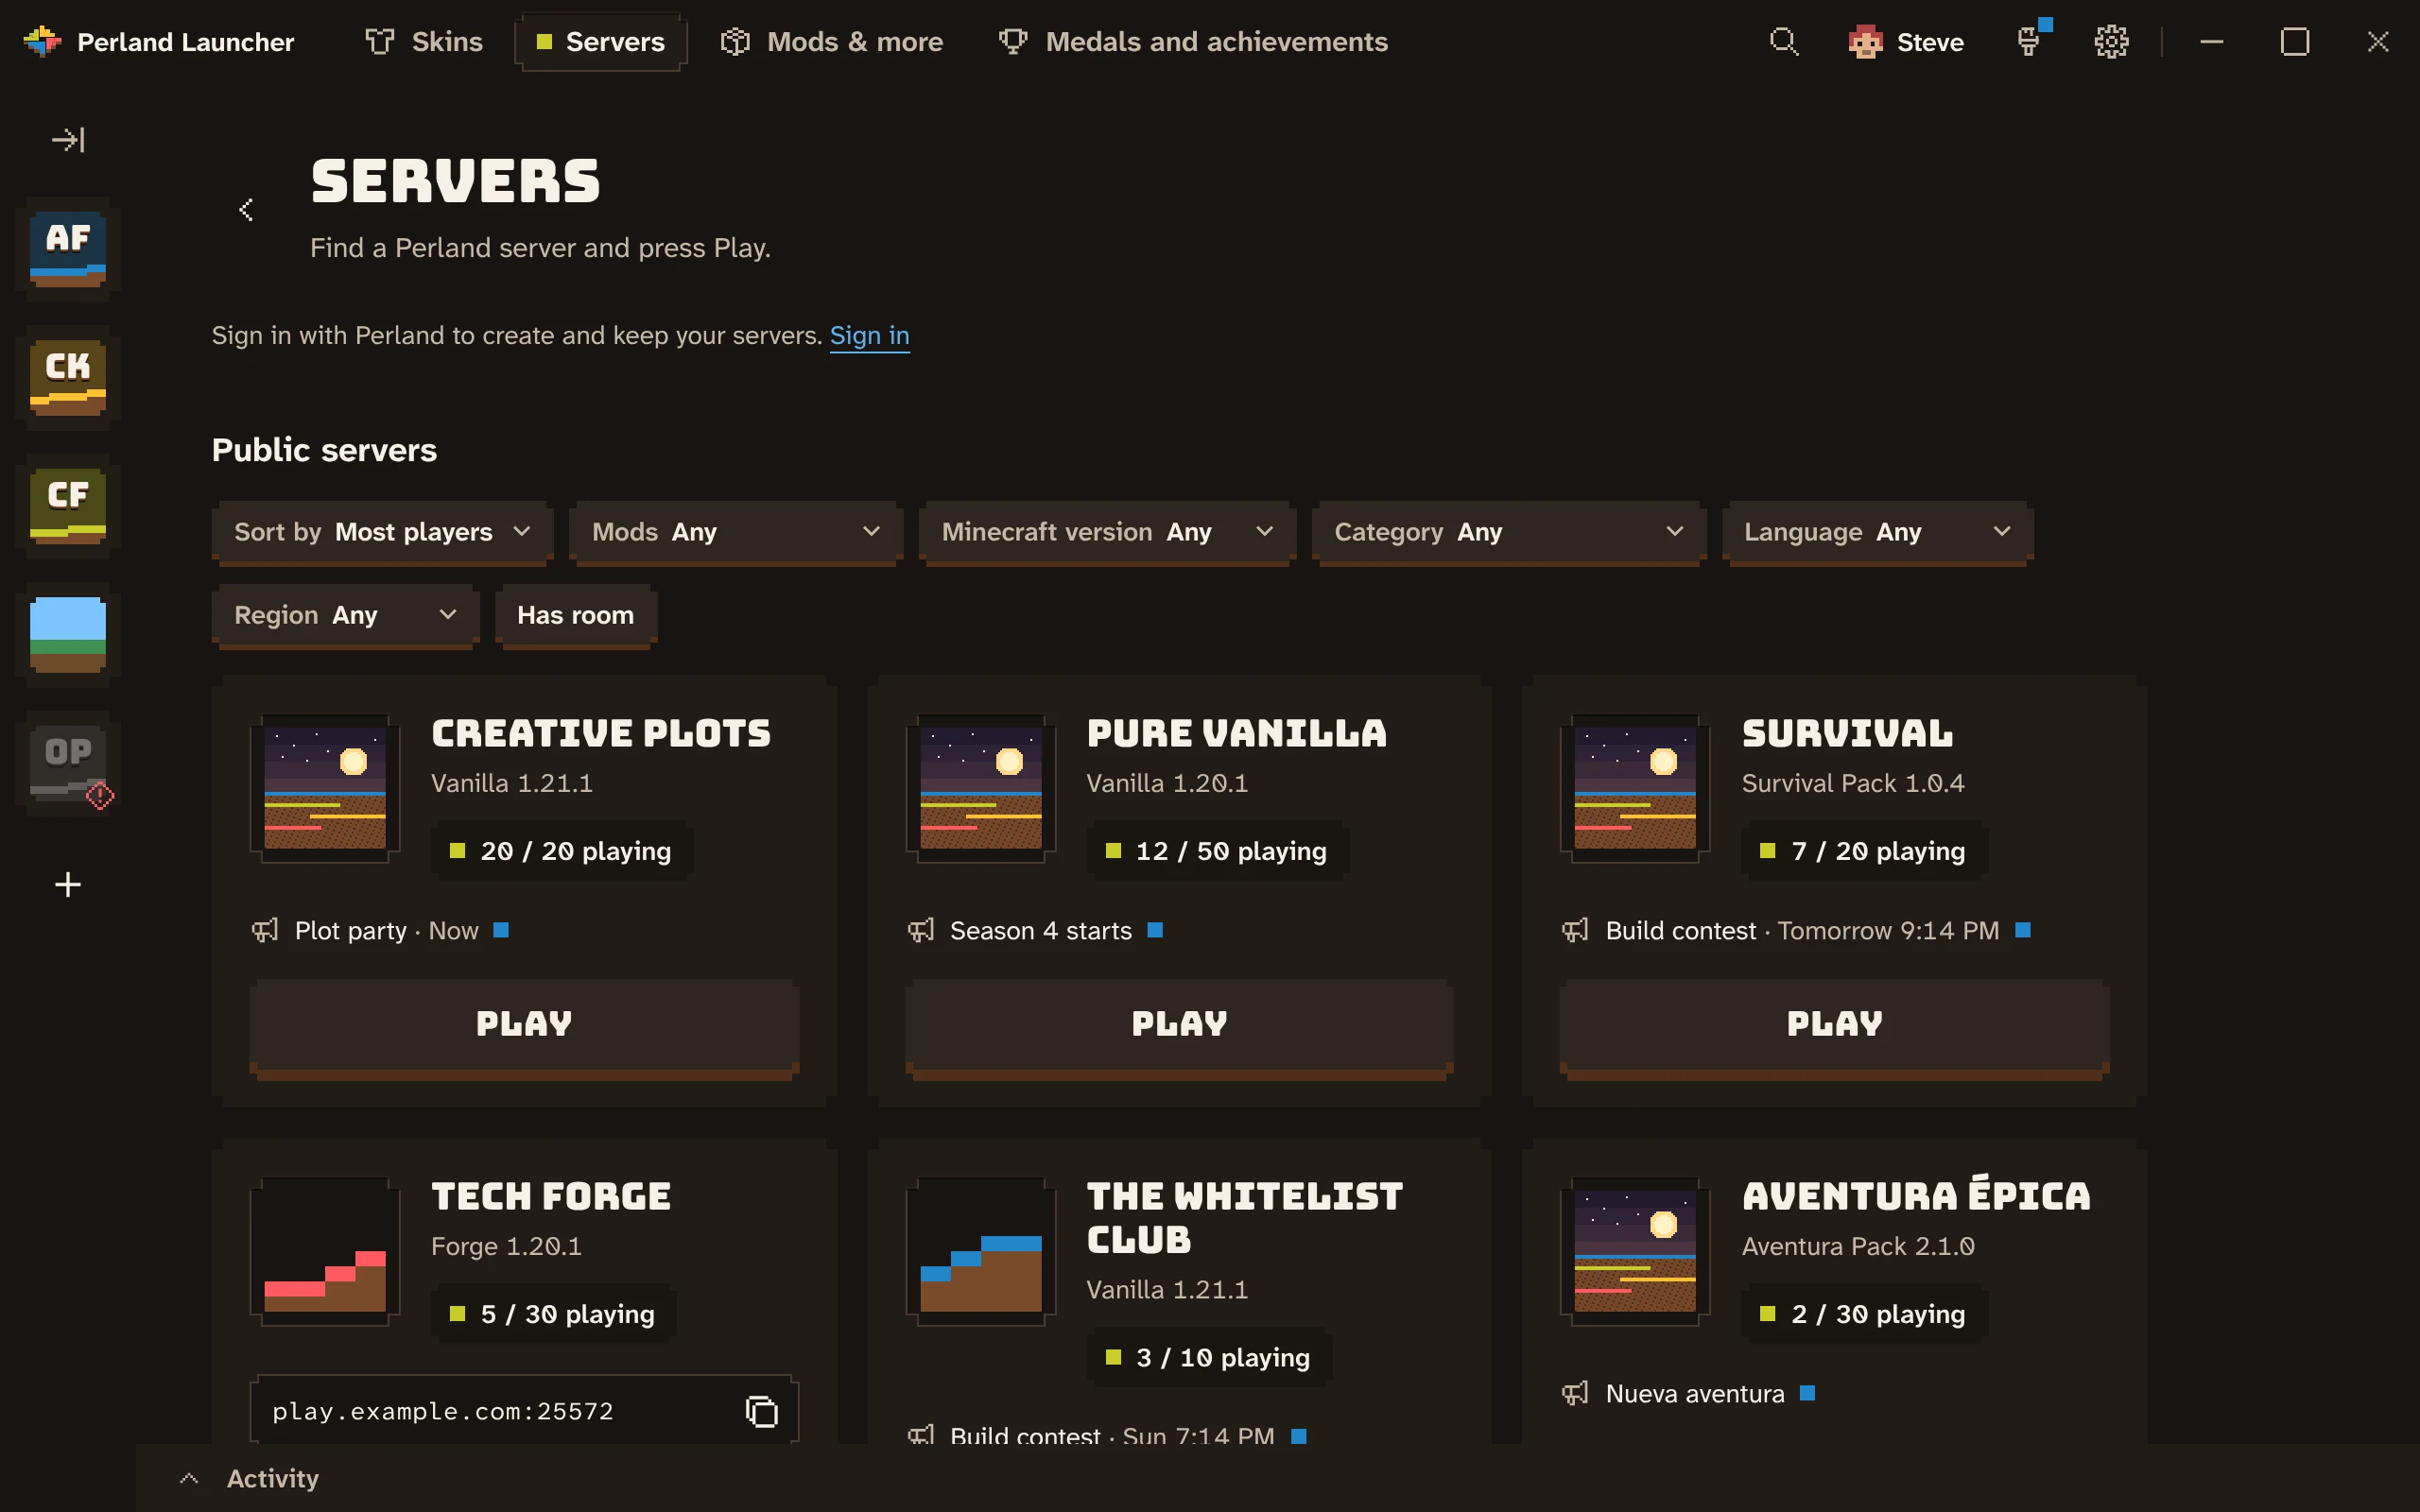 Perland Launcher
Skins
Servers
Mods & more
Medals and achievements
Steve
AF
CK
CF
OP
SERVERS
Find a Perland server and press Play.
Sign in with Perland to create and keep your servers. Sign in
Public servers
Sort by Most players
Mods Any
Minecraft version Any
Category Any
Language Any
Region Any
Has room
CREATIVE PLOTS
Vanilla 1.21.1
20 / 20 playing
Plot party · Now
PLAY
PURE VANILLA
Vanilla 1.20.1
12 / 50 playing
Season 4 starts
PLAY
SURVIVAL
Survival Pack 1.0.4
7 / 20 playing
Build contest · Tomorrow 9:14 PM
PLAY
TECH FORGE
Forge 1.20.1
5 / 30 playing
play.example.com:25572
THE WHITELIST
CLUB
Vanilla 1.21.1
3 / 10 playing
Build contest · Sun 7:14 PM
AVENTURA ÉPICA
Aventura Pack 2.1.0
2 / 30 playing
Nueva aventura
Activity